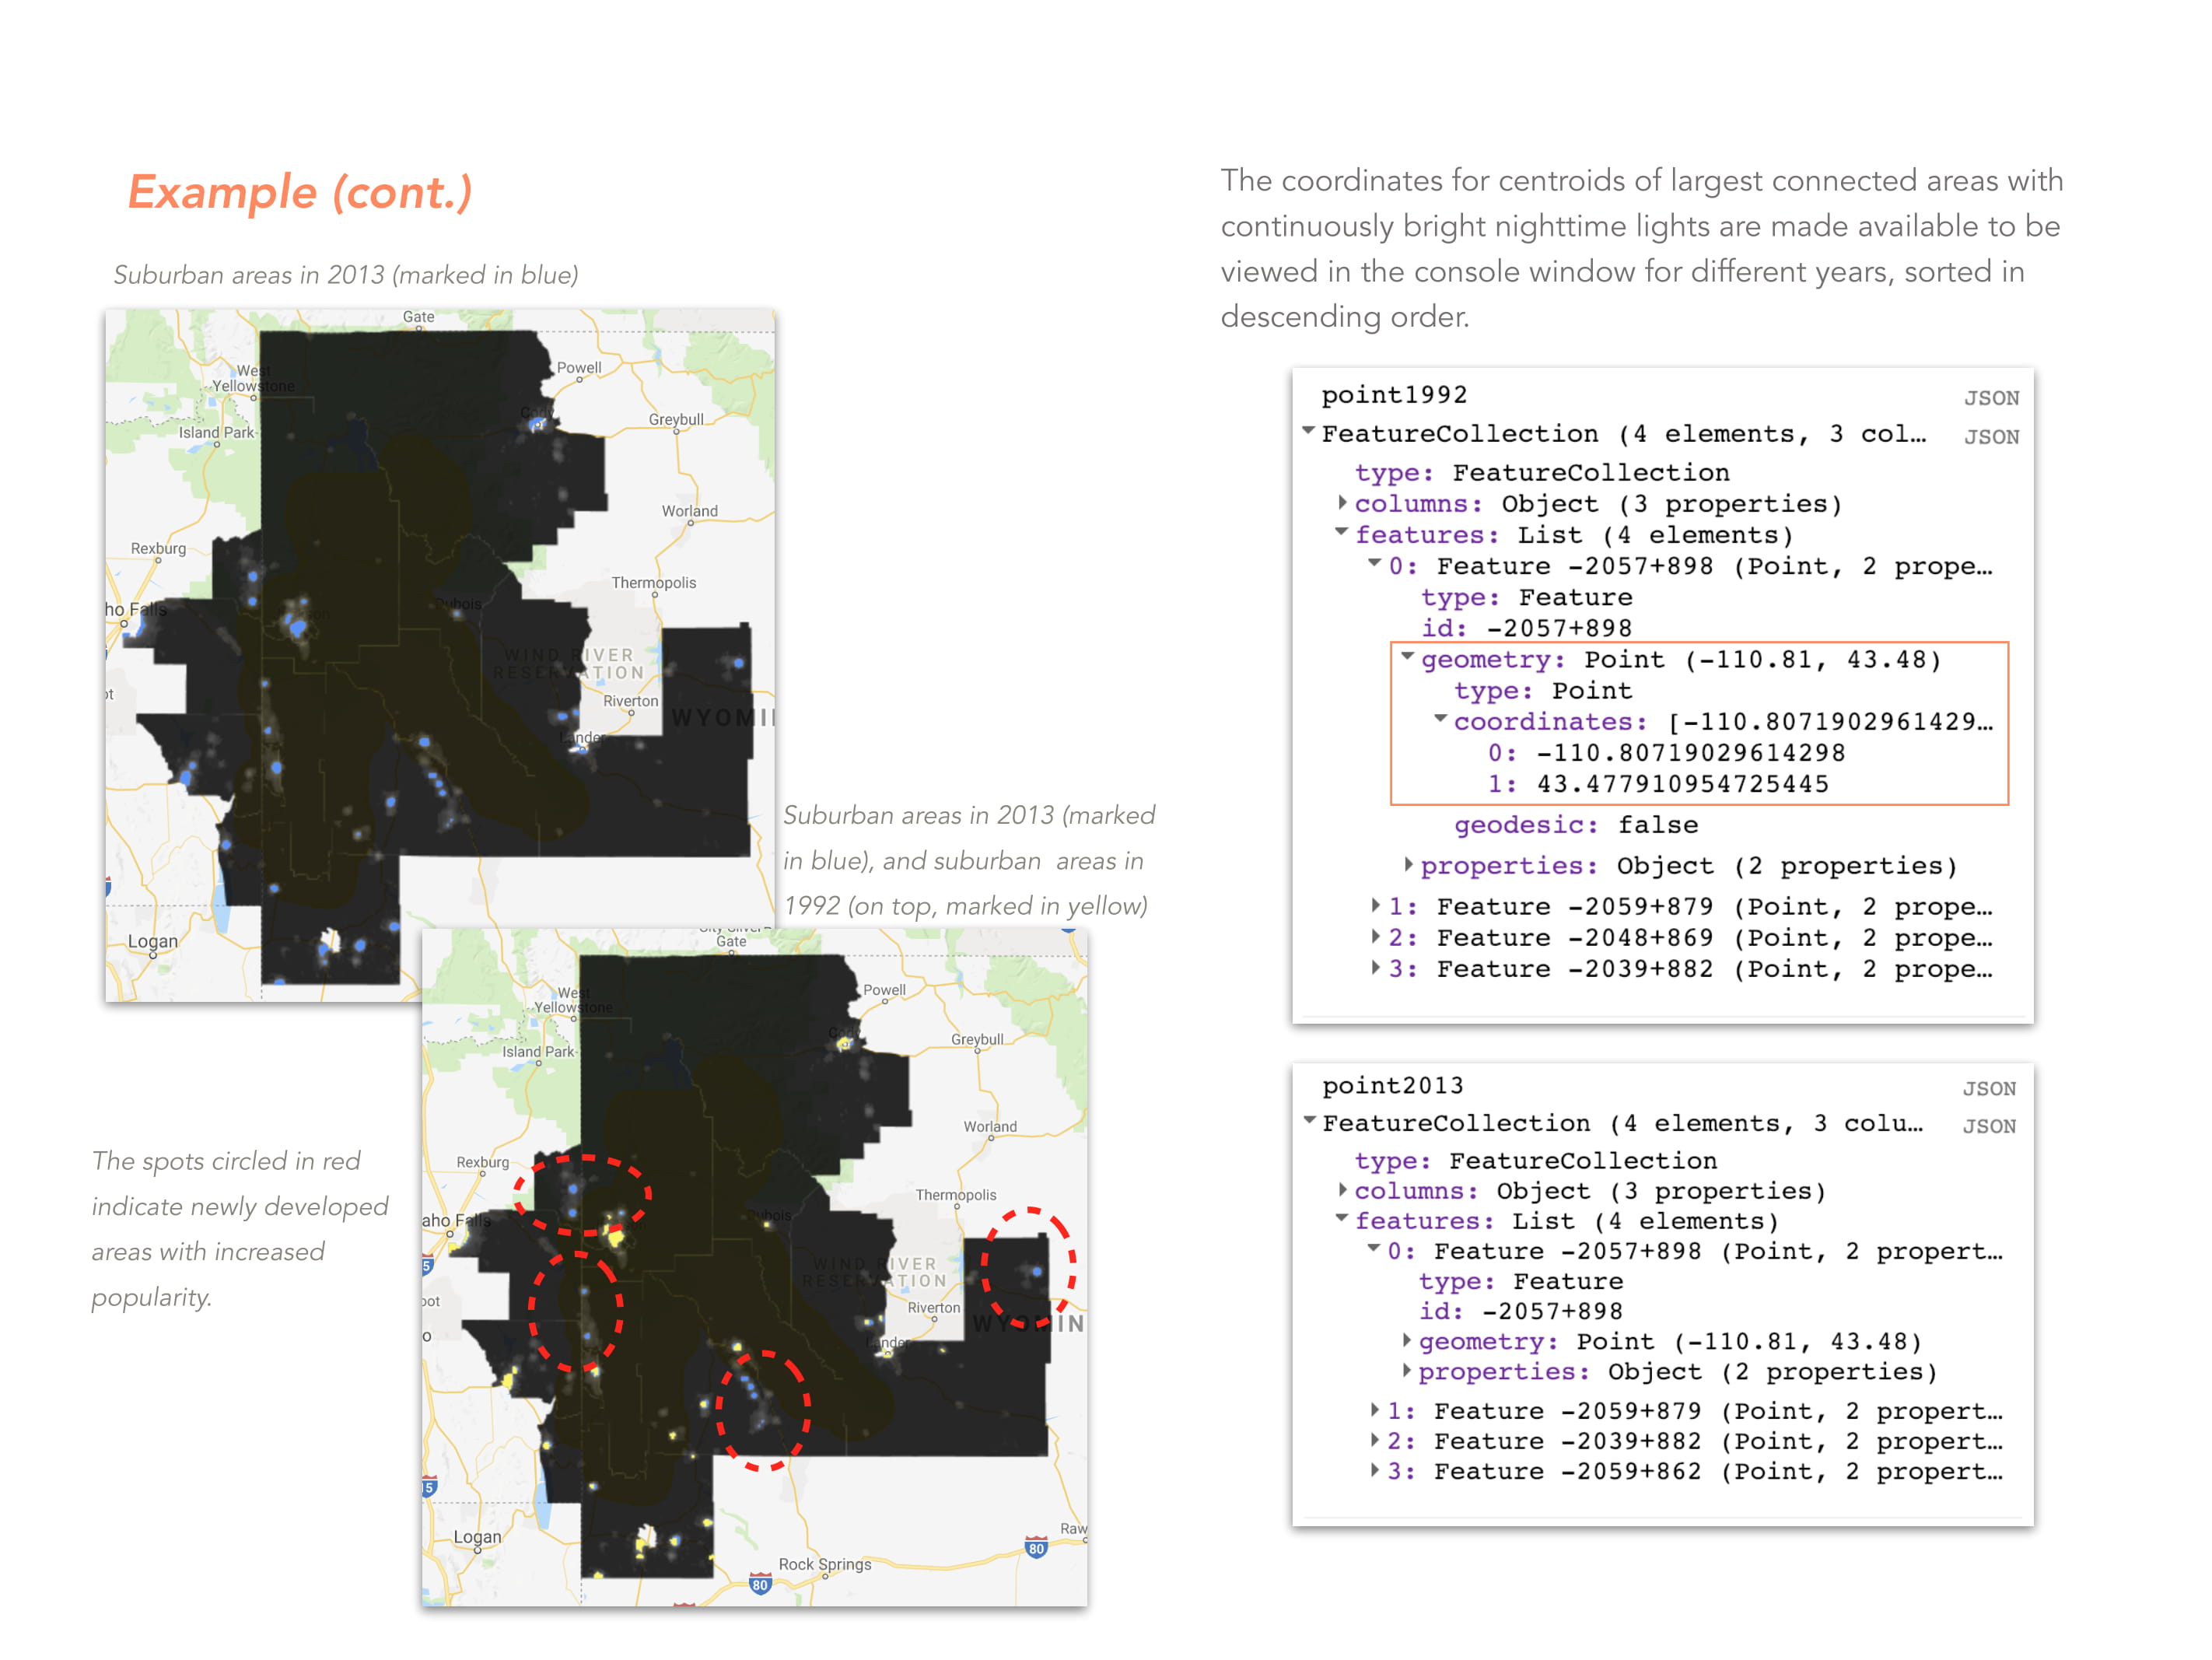 Example (cont.)
Suburban areas in 2013 (marked in blue)
Gate
West
Yellowstone
Powell
Cody
Greybull
Island Park
Worland
Rexburg
Thermopolis
ho Falls
Dubois
WIND RIVER
RESERVATION
Riverton
WYOMI
Lander
Logan
Suburban areas in 2013 (marked
in blue), and suburban areas in
1992 (on top, marked in yellow)
Gate
West
Yellowstone
Powell
Cody
Greybull
Island Park
Worland
Rexburg
Thermopolis
aho Falls
Dubois
WIND RIVER
RESERVATION
Riverton
WYOMIN
Lander
15
Logan
Raw
80
Rock Springs
80
The spots circled in red
indicate newly developed
areas with increased
popularity.
The coordinates for centroids of largest connected areas with
continuously bright nighttime lights are made available to be
viewed in the console window for different years, sorted in
descending order.
point1992 JSON
FeatureCollection (4 elements, 3 col… JSON
type: FeatureCollection
columns: Object (3 properties)
features: List (4 elements)
0: Feature -2057+898 (Point, 2 prope…
type: Feature
id: -2057+898
geometry: Point (-110.81, 43.48)
type: Point
coordinates: [-110.8071902961429…
0: -110.80719029614298
1: 43.477910954725445
geodesic: false
properties: Object (2 properties)
1: Feature -2059+879 (Point, 2 prope…
2: Feature -2048+869 (Point, 2 prope…
3: Feature -2039+882 (Point, 2 prope…
point2013 JSON
FeatureCollection (4 elements, 3 colu… JSON
type: FeatureCollection
columns: Object (3 properties)
features: List (4 elements)
0: Feature -2057+898 (Point, 2 propert…
type: Feature
id: -2057+898
geometry: Point (-110.81, 43.48)
properties: Object (2 properties)
1: Feature -2059+879 (Point, 2 propert…
2: Feature -2039+882 (Point, 2 propert…
3: Feature -2059+862 (Point, 2 propert…